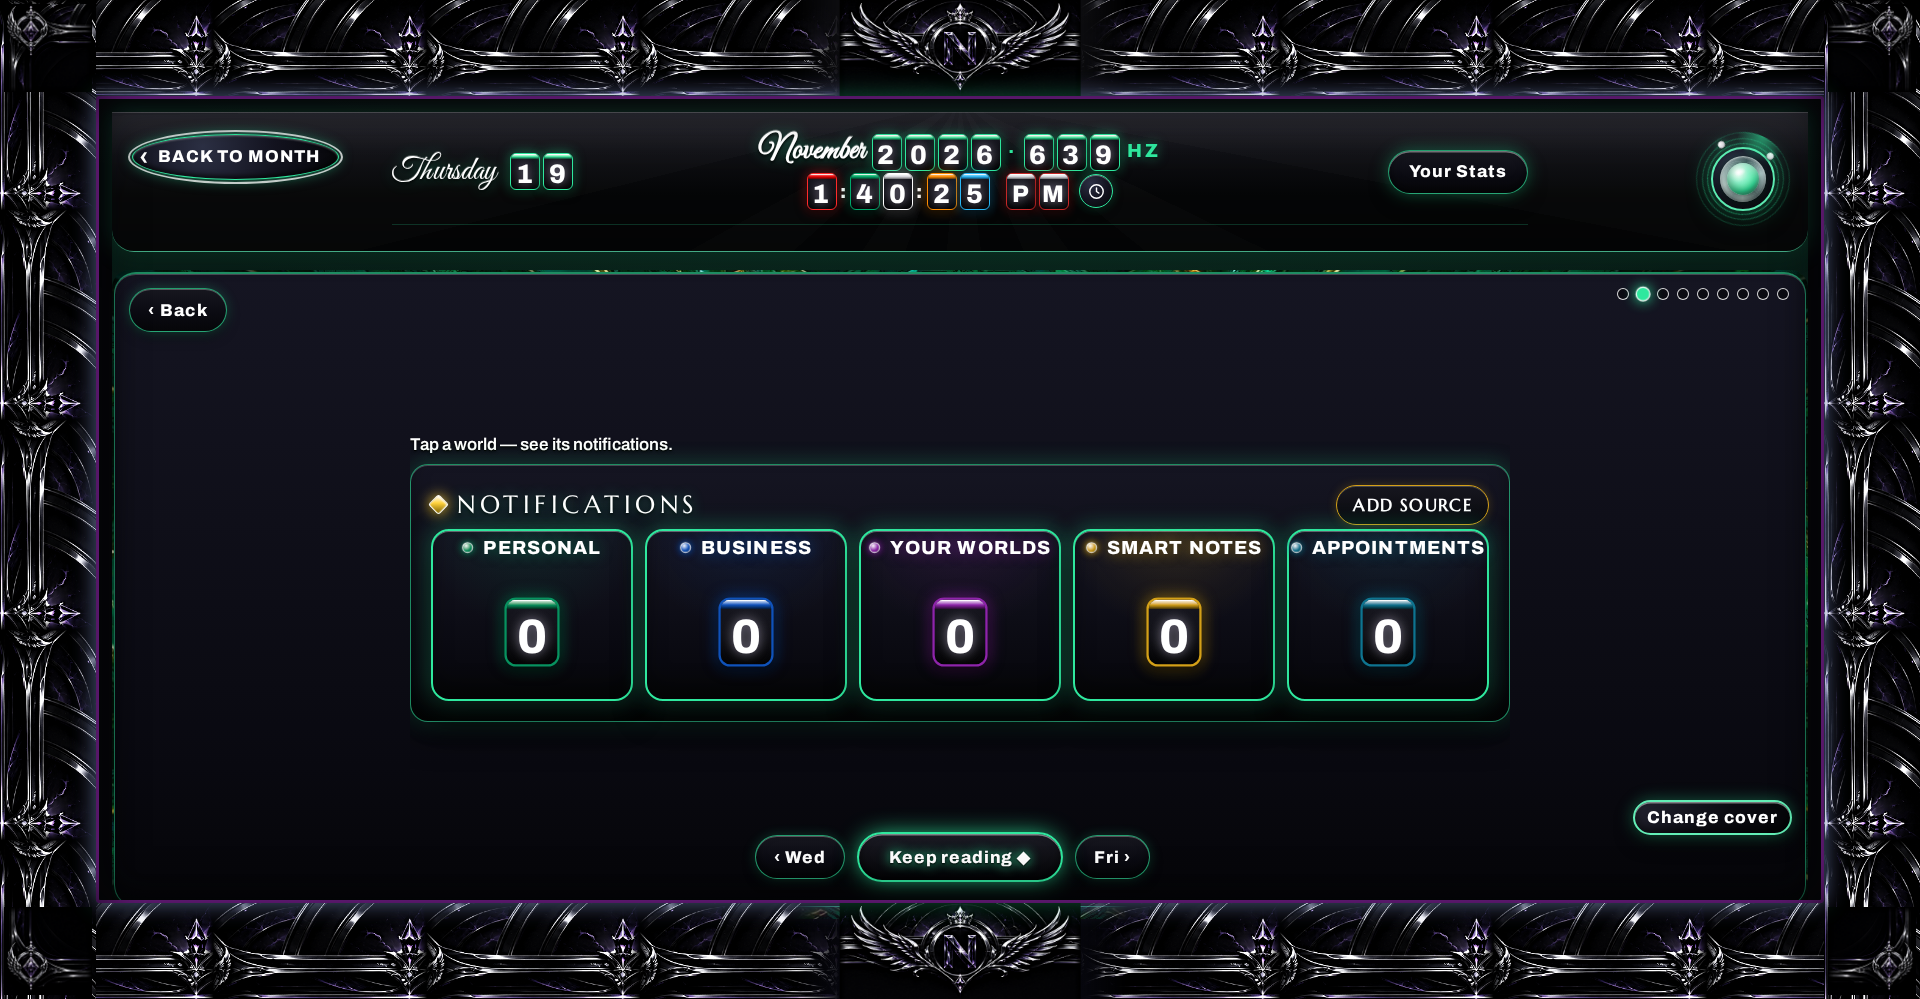 N
‹ BACK TO MONTH
Thursday 19
November 2026 · 639 HZ
1:40:25 PM
Your Stats
‹ Back
Tap a world — see its notifications.
NOTIFICATIONS
ADD SOURCE
PERSONAL
0
BUSINESS
0
YOUR WORLDS
0
SMART NOTES
0
APPOINTMENTS
0
Change cover
‹ Wed
Keep reading ◆
Fri ›
N